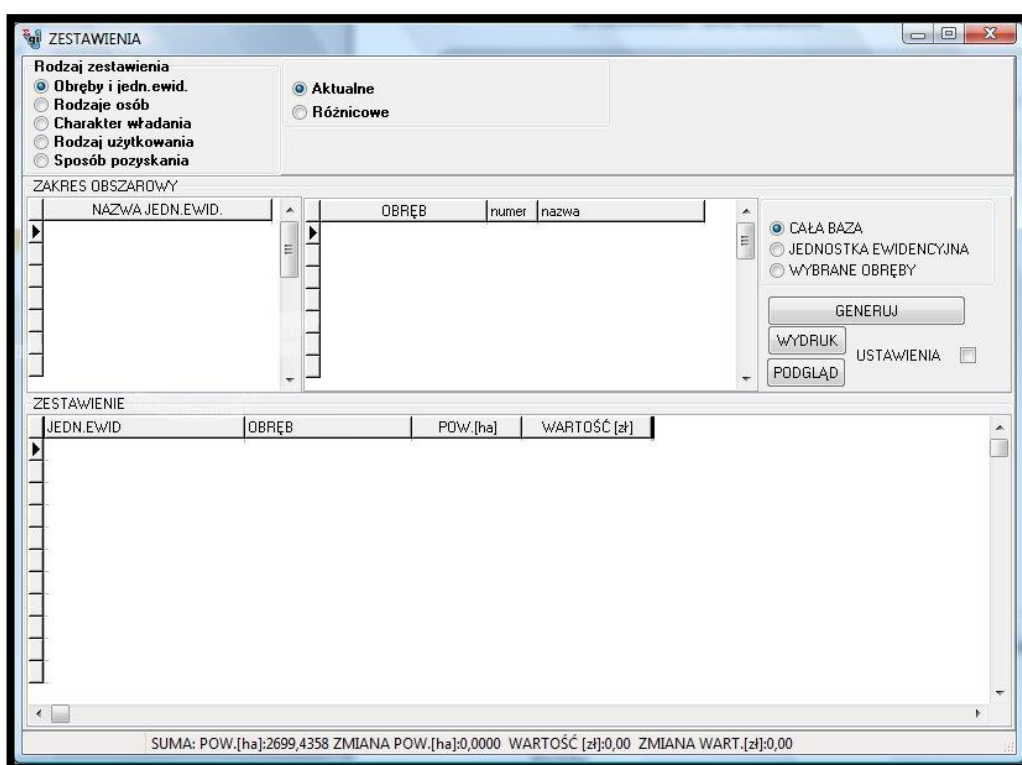 ZESTAWIENIA
Rodzaj zestawienia
Obręby i jedn.ewid.
Rodzaje osób
Charakter władania
Rodzaj użytkowania
Sposób pozyskania
Aktualne
Różnicowe
ZAKRES OBSZAROWY
NAZWA JEDN.EWID.
OBRĘB numer nazwa
CAŁA BAZA
JEDNOSTKA EWIDENCYJNA
WYBRANE OBRĘBY
GENERUJ
WYDRUK
USTAWIENIA
PODGLĄD
ZESTAWIENIE
JEDN.EWID OBRĘB POW.[ha] WARTOŚĆ [zł]
SUMA: POW.[ha]:2699,4358 ZMIANA POW.[ha]:0,0000 WARTOŚĆ [zł]:0,00 ZMIANA WART.[zł]:0,00